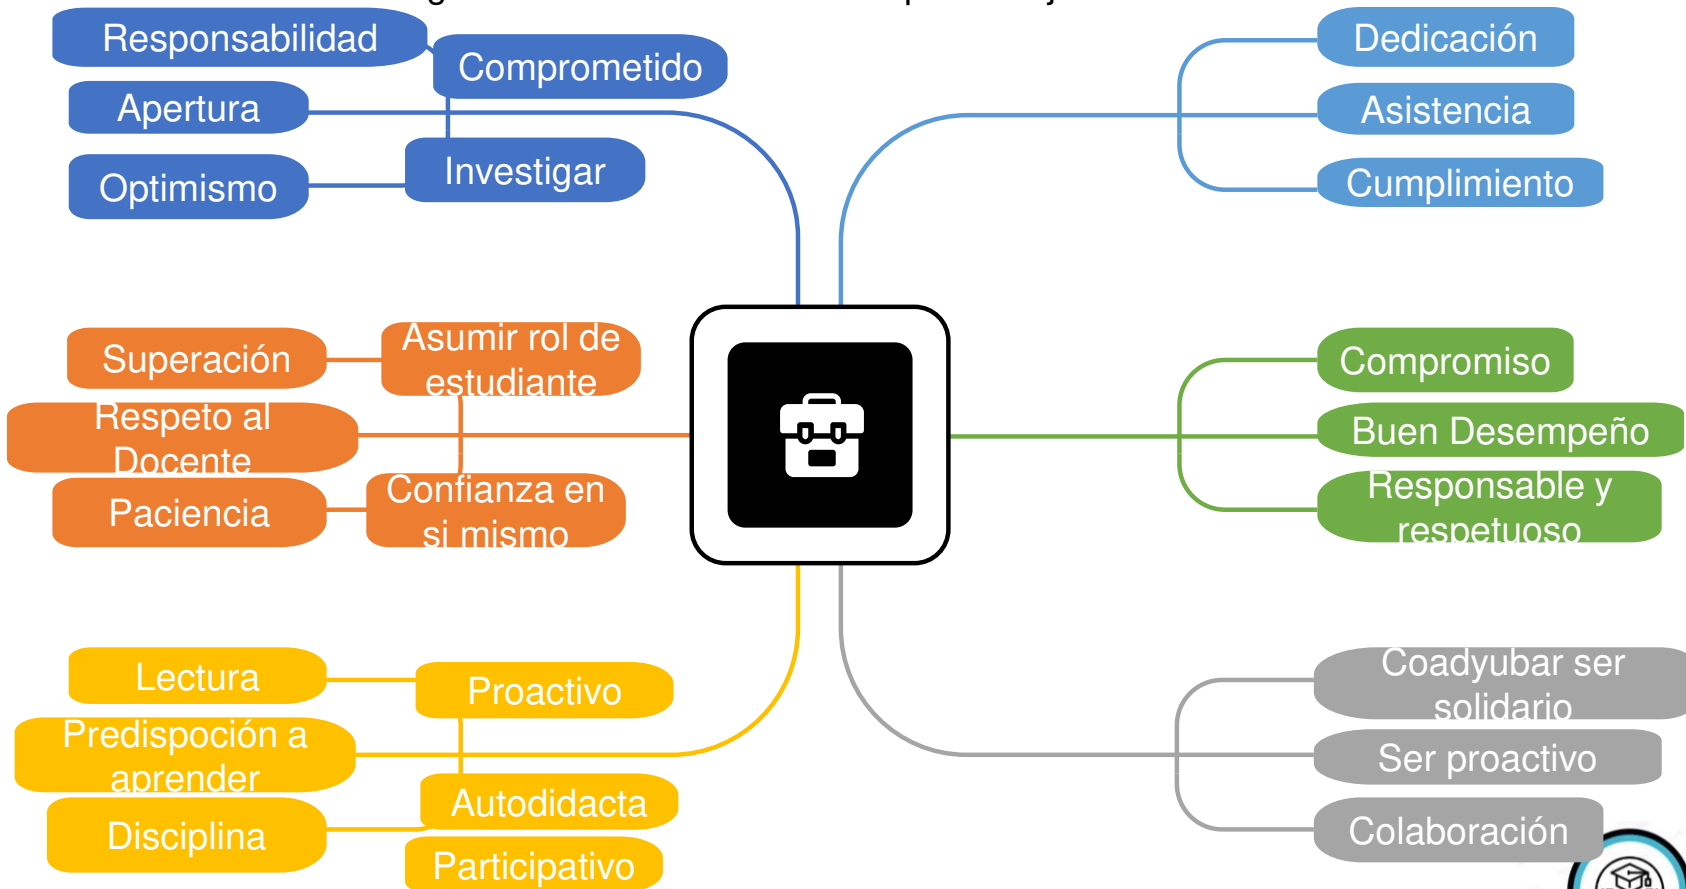 Responsabilidad
Comprometido
Apertura
Investigar
Optimismo
Dedicación
Asistencia
Cumplimiento
Superación
Asumir rol de
estudiante
Respeto al
Docente
Paciencia
Confianza en
si mismo
Compromiso
Buen Desempeño
Responsable y
respetuoso
Lectura
Proactivo
Predispoción a
aprender
Autodidacta
Disciplina
Participativo
Coadyubar ser
solidario
Ser proactivo
Colaboración